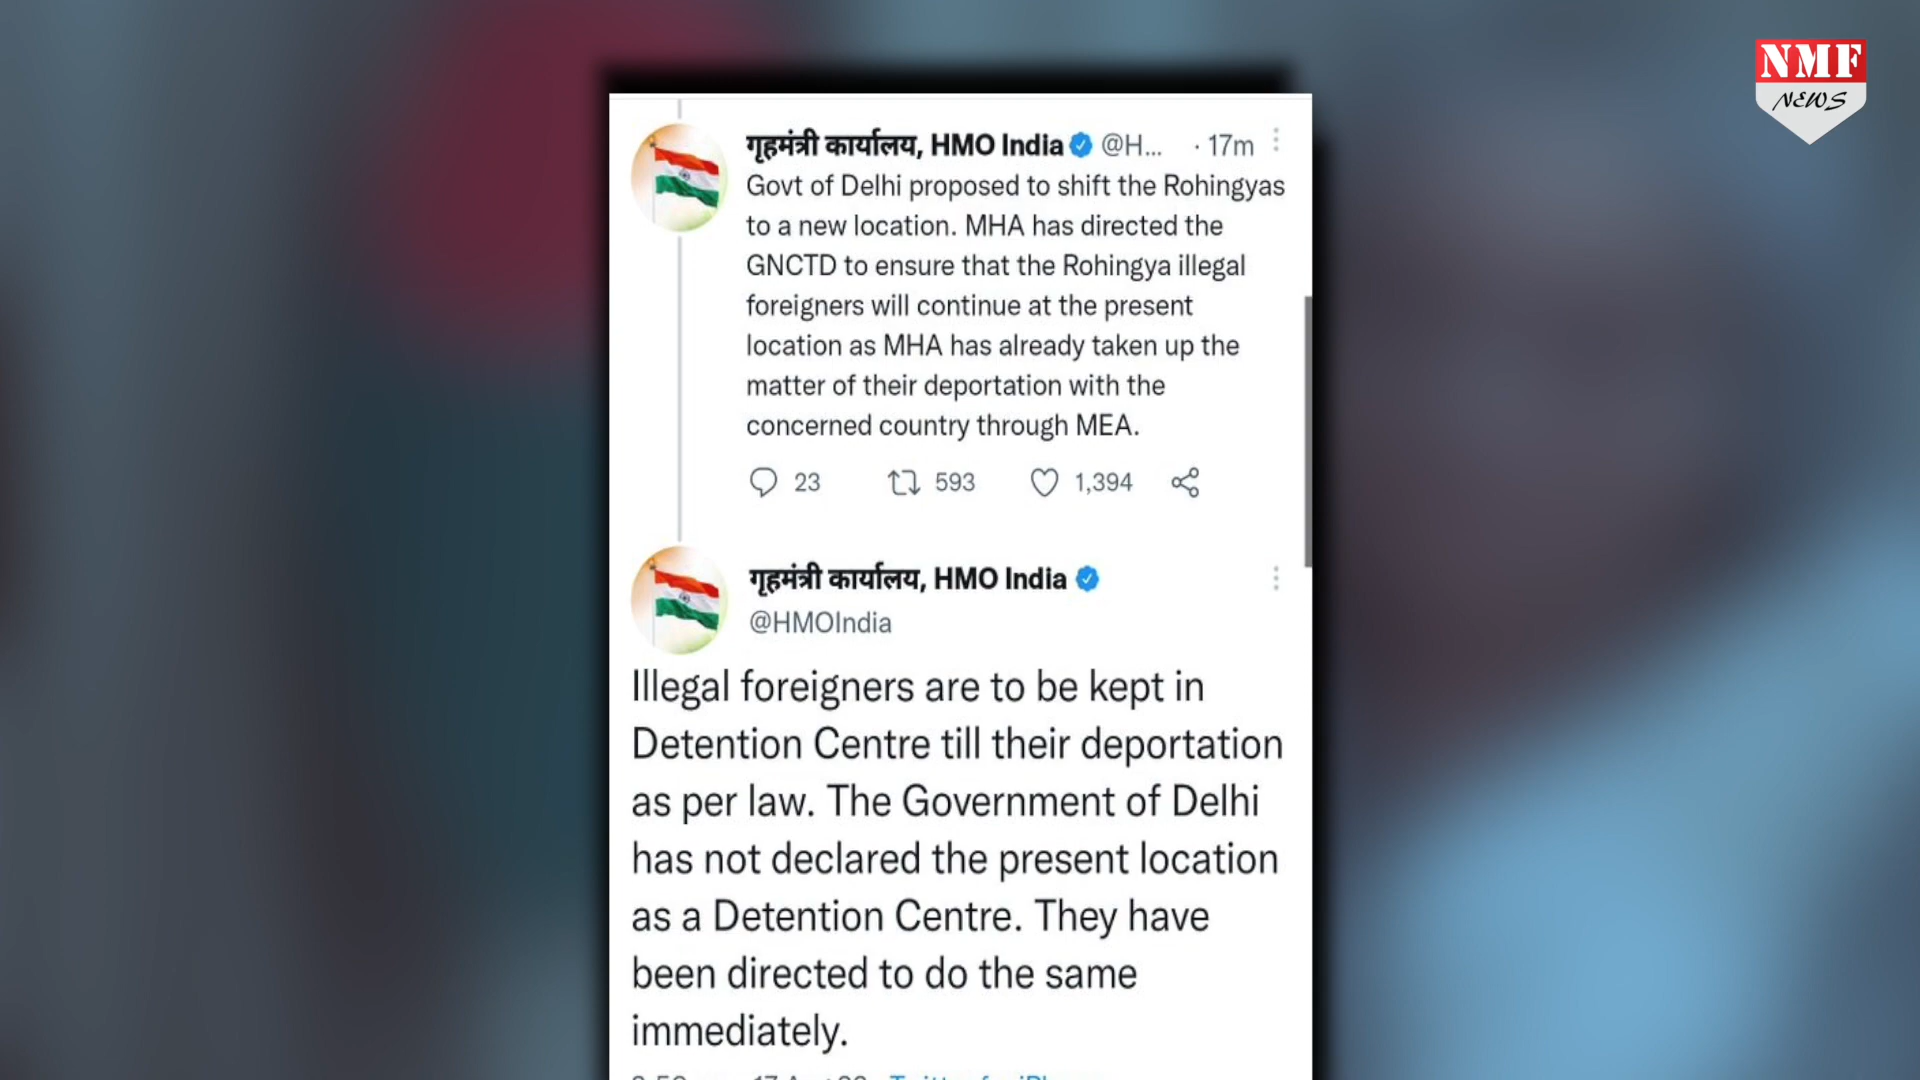 NMF
NEWS
गृहमंत्री कार्यालय, HMO India @H... · 17m
Govt of Delhi proposed to shift the Rohingyas
to a new location. MHA has directed the
GNCTD to ensure that the Rohingya illegal
foreigners will continue at the present
location as MHA has already taken up the
matter of their deportation with the
concerned country through MEA.
23 593 1,394
गृहमंत्री कार्यालय, HMO India
@HMOIndia
Illegal foreigners are to be kept in
Detention Centre till their deportation
as per law. The Government of Delhi
has not declared the present location
as a Detention Centre. They have
been directed to do the same
immediately.